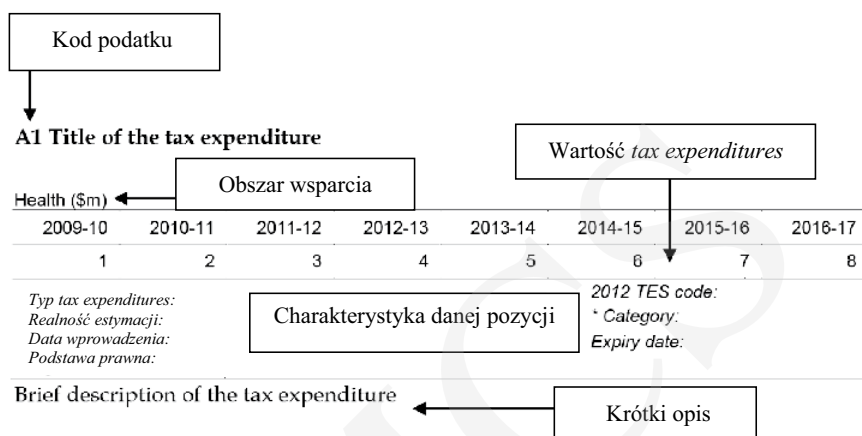 Kod podatku
A1 Title of the tax expenditure
Wartość tax expenditures
Obszar wsparcia
Health ($m)
2009-10 2010-11 2011-12 2012-13 2013-14 2014-15 2015-16 2016-17
1 2 3 4 5 6 7 8
Typ tax expenditures:
Realność estymacji:
Data wprowadzenia:
Podstawa prawna:
Charakterystyka danej pozycji
2012 TES code:
* Category:
Expiry date:
Brief description of the tax expenditure
Krótki opis